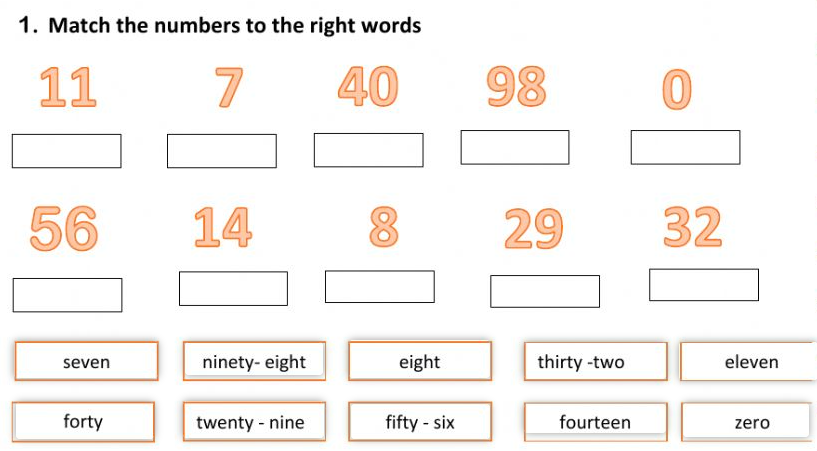 1. Match the numbers to the right words
11 7 40 98 0
56 14 8 29 32
seven ninety- eight eight thirty -two eleven
forty twenty - nine fifty - six fourteen zero